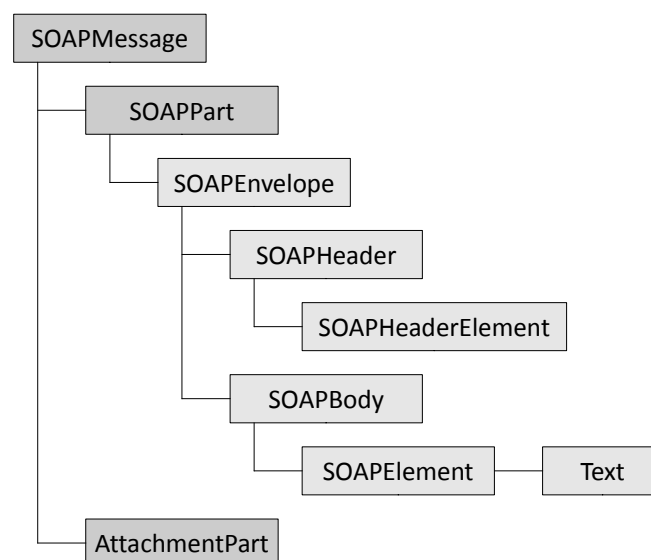 SOAPMessage
SOAPPart
SOAPEnvelope
SOAPHeader
SOAPHeaderElement
SOAPBody
SOAPElement
Text
AttachmentPart